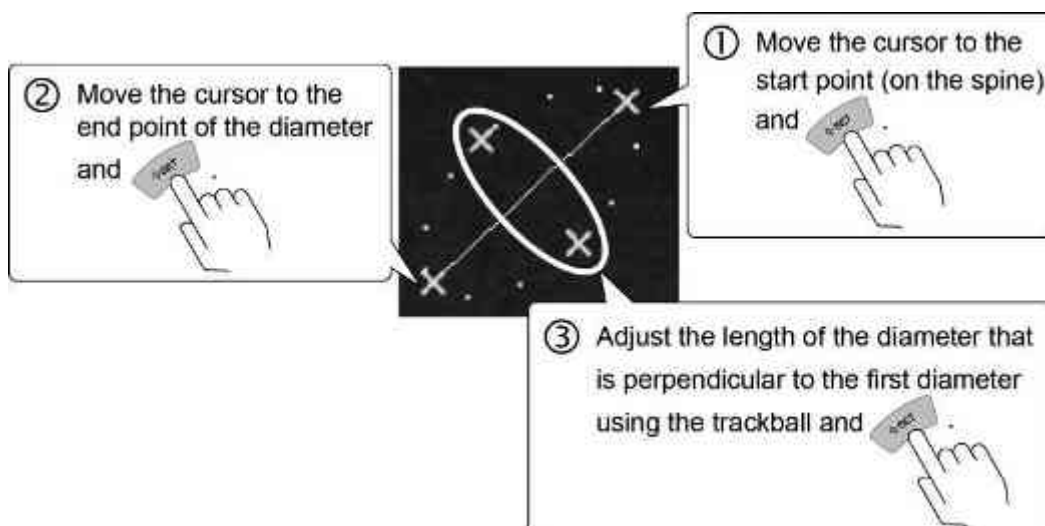 ① Move the cursor to the
start point (on the spine)
and .
② Move the cursor to the
end point of the diameter
and .
③ Adjust the length of the diameter that
is perpendicular to the first diameter
using the trackball and .